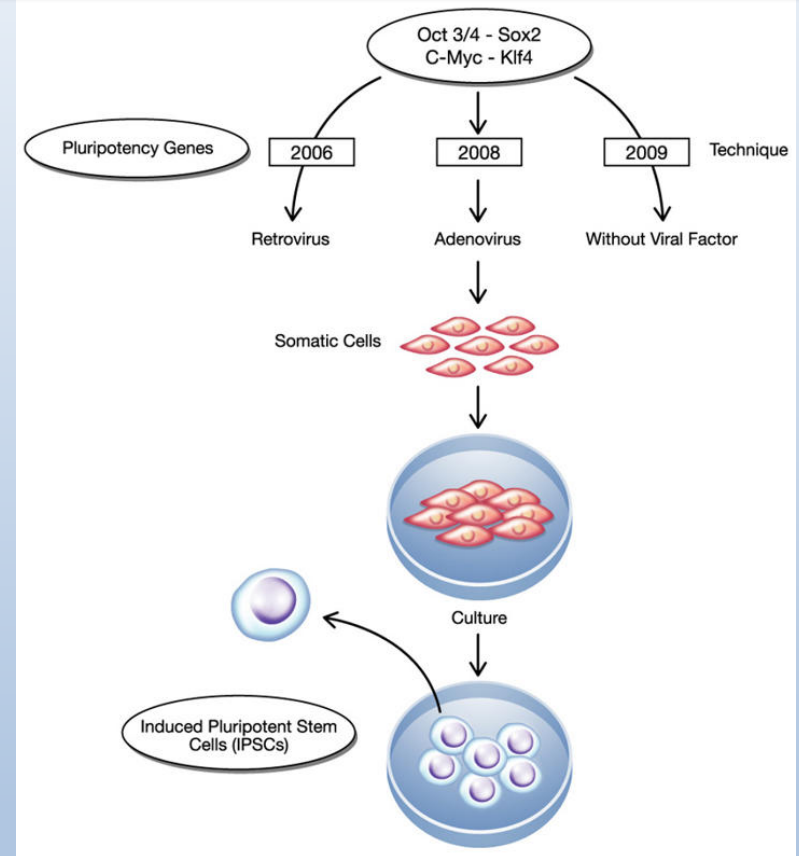 Oct 3/4 - Sox2
C-Myc - Klf4
Pluripotency Genes
2006
2008
2009
Technique
Retrovirus
Adenovirus
Without Viral Factor
Somatic Cells
Culture
Induced Pluripotent Stem
Cells (IPSCs)